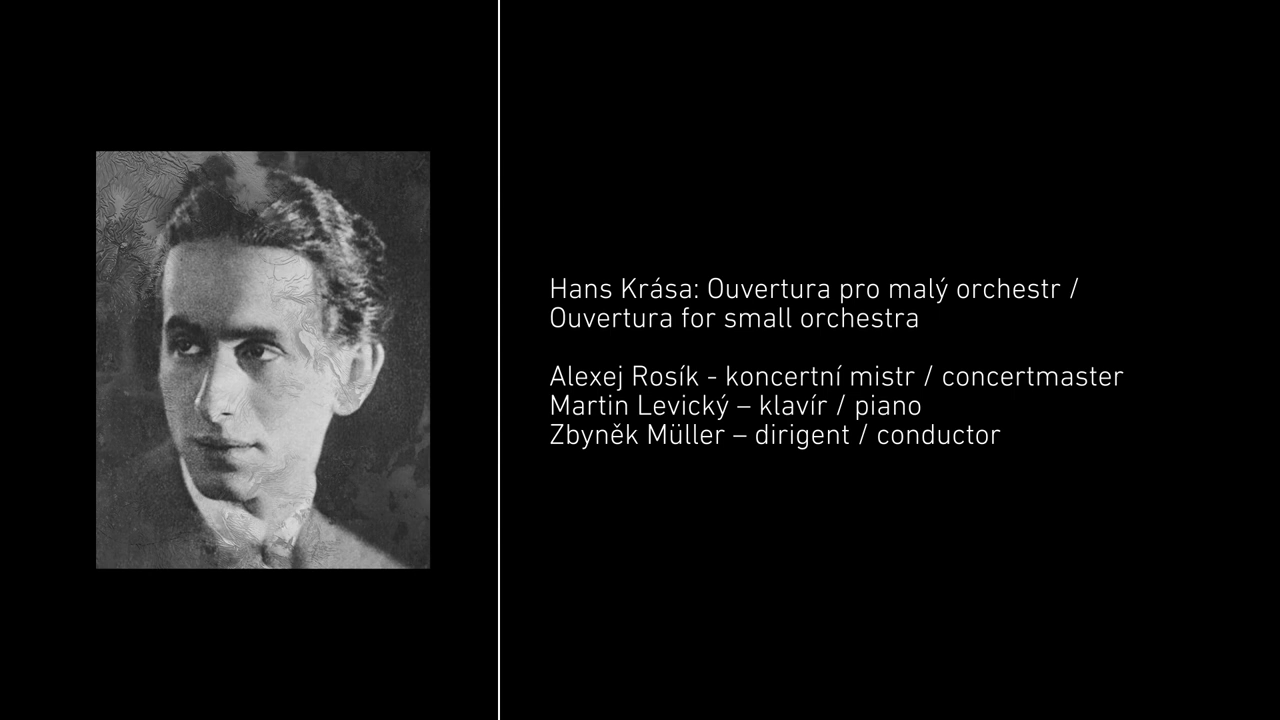 Hans Krása: Ouvertura pro malý orchestr /
Ouvertura for small orchestra
Alexej Rosík - koncertní mistr / concertmaster
Martin Levický – klavír / piano
Zbyněk Müller – dirigent / conductor